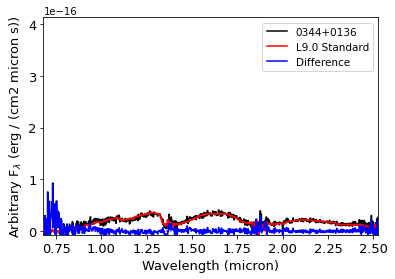 1e−16
4
3
2
1
0
Arbitrary Fλ (erg / (cm2 micron s))
0344+0136
L9.0 Standard
Difference
0.75 1.00 1.25 1.50 1.75 2.00 2.25 2.50
Wavelength (micron)